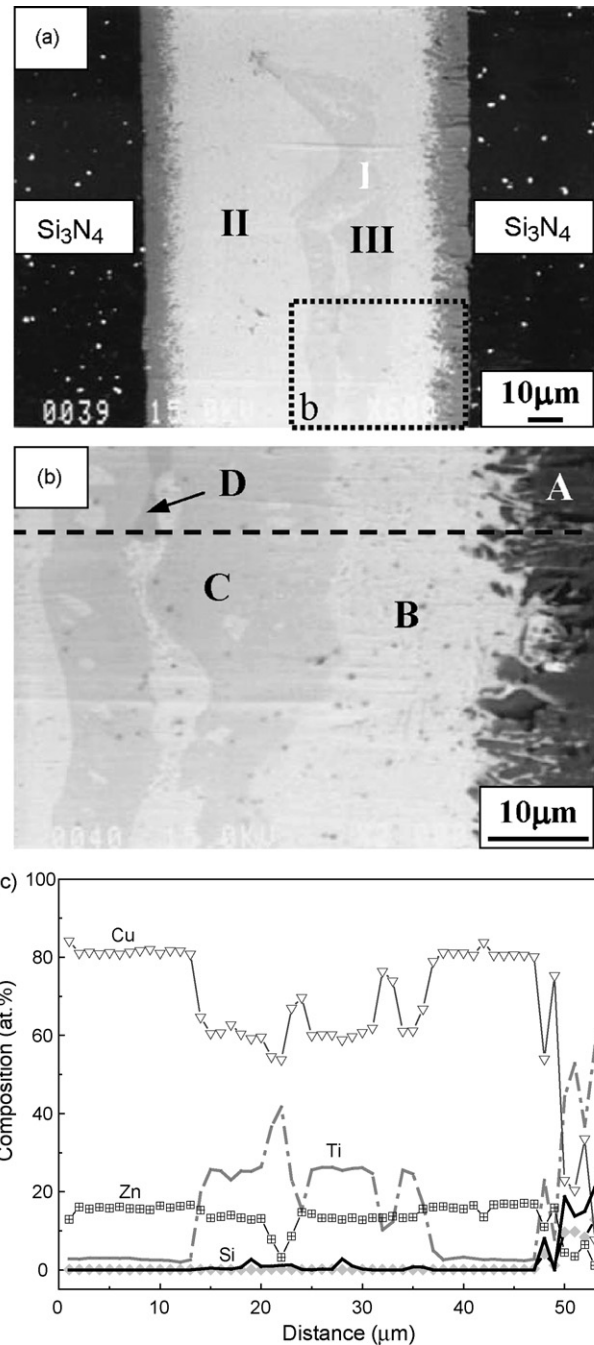 (a)
Si3N4
II
I
III
Si3N4
b
10µm
0039 15.0KV X600
(b)
D
A
C
B
10µm
0040 15.0KV
c)
100
80
60
40
20
0
Composition (at.%)
Cu
Ti
Zn
Si
0 10 20 30 40 50
Distance (µm)